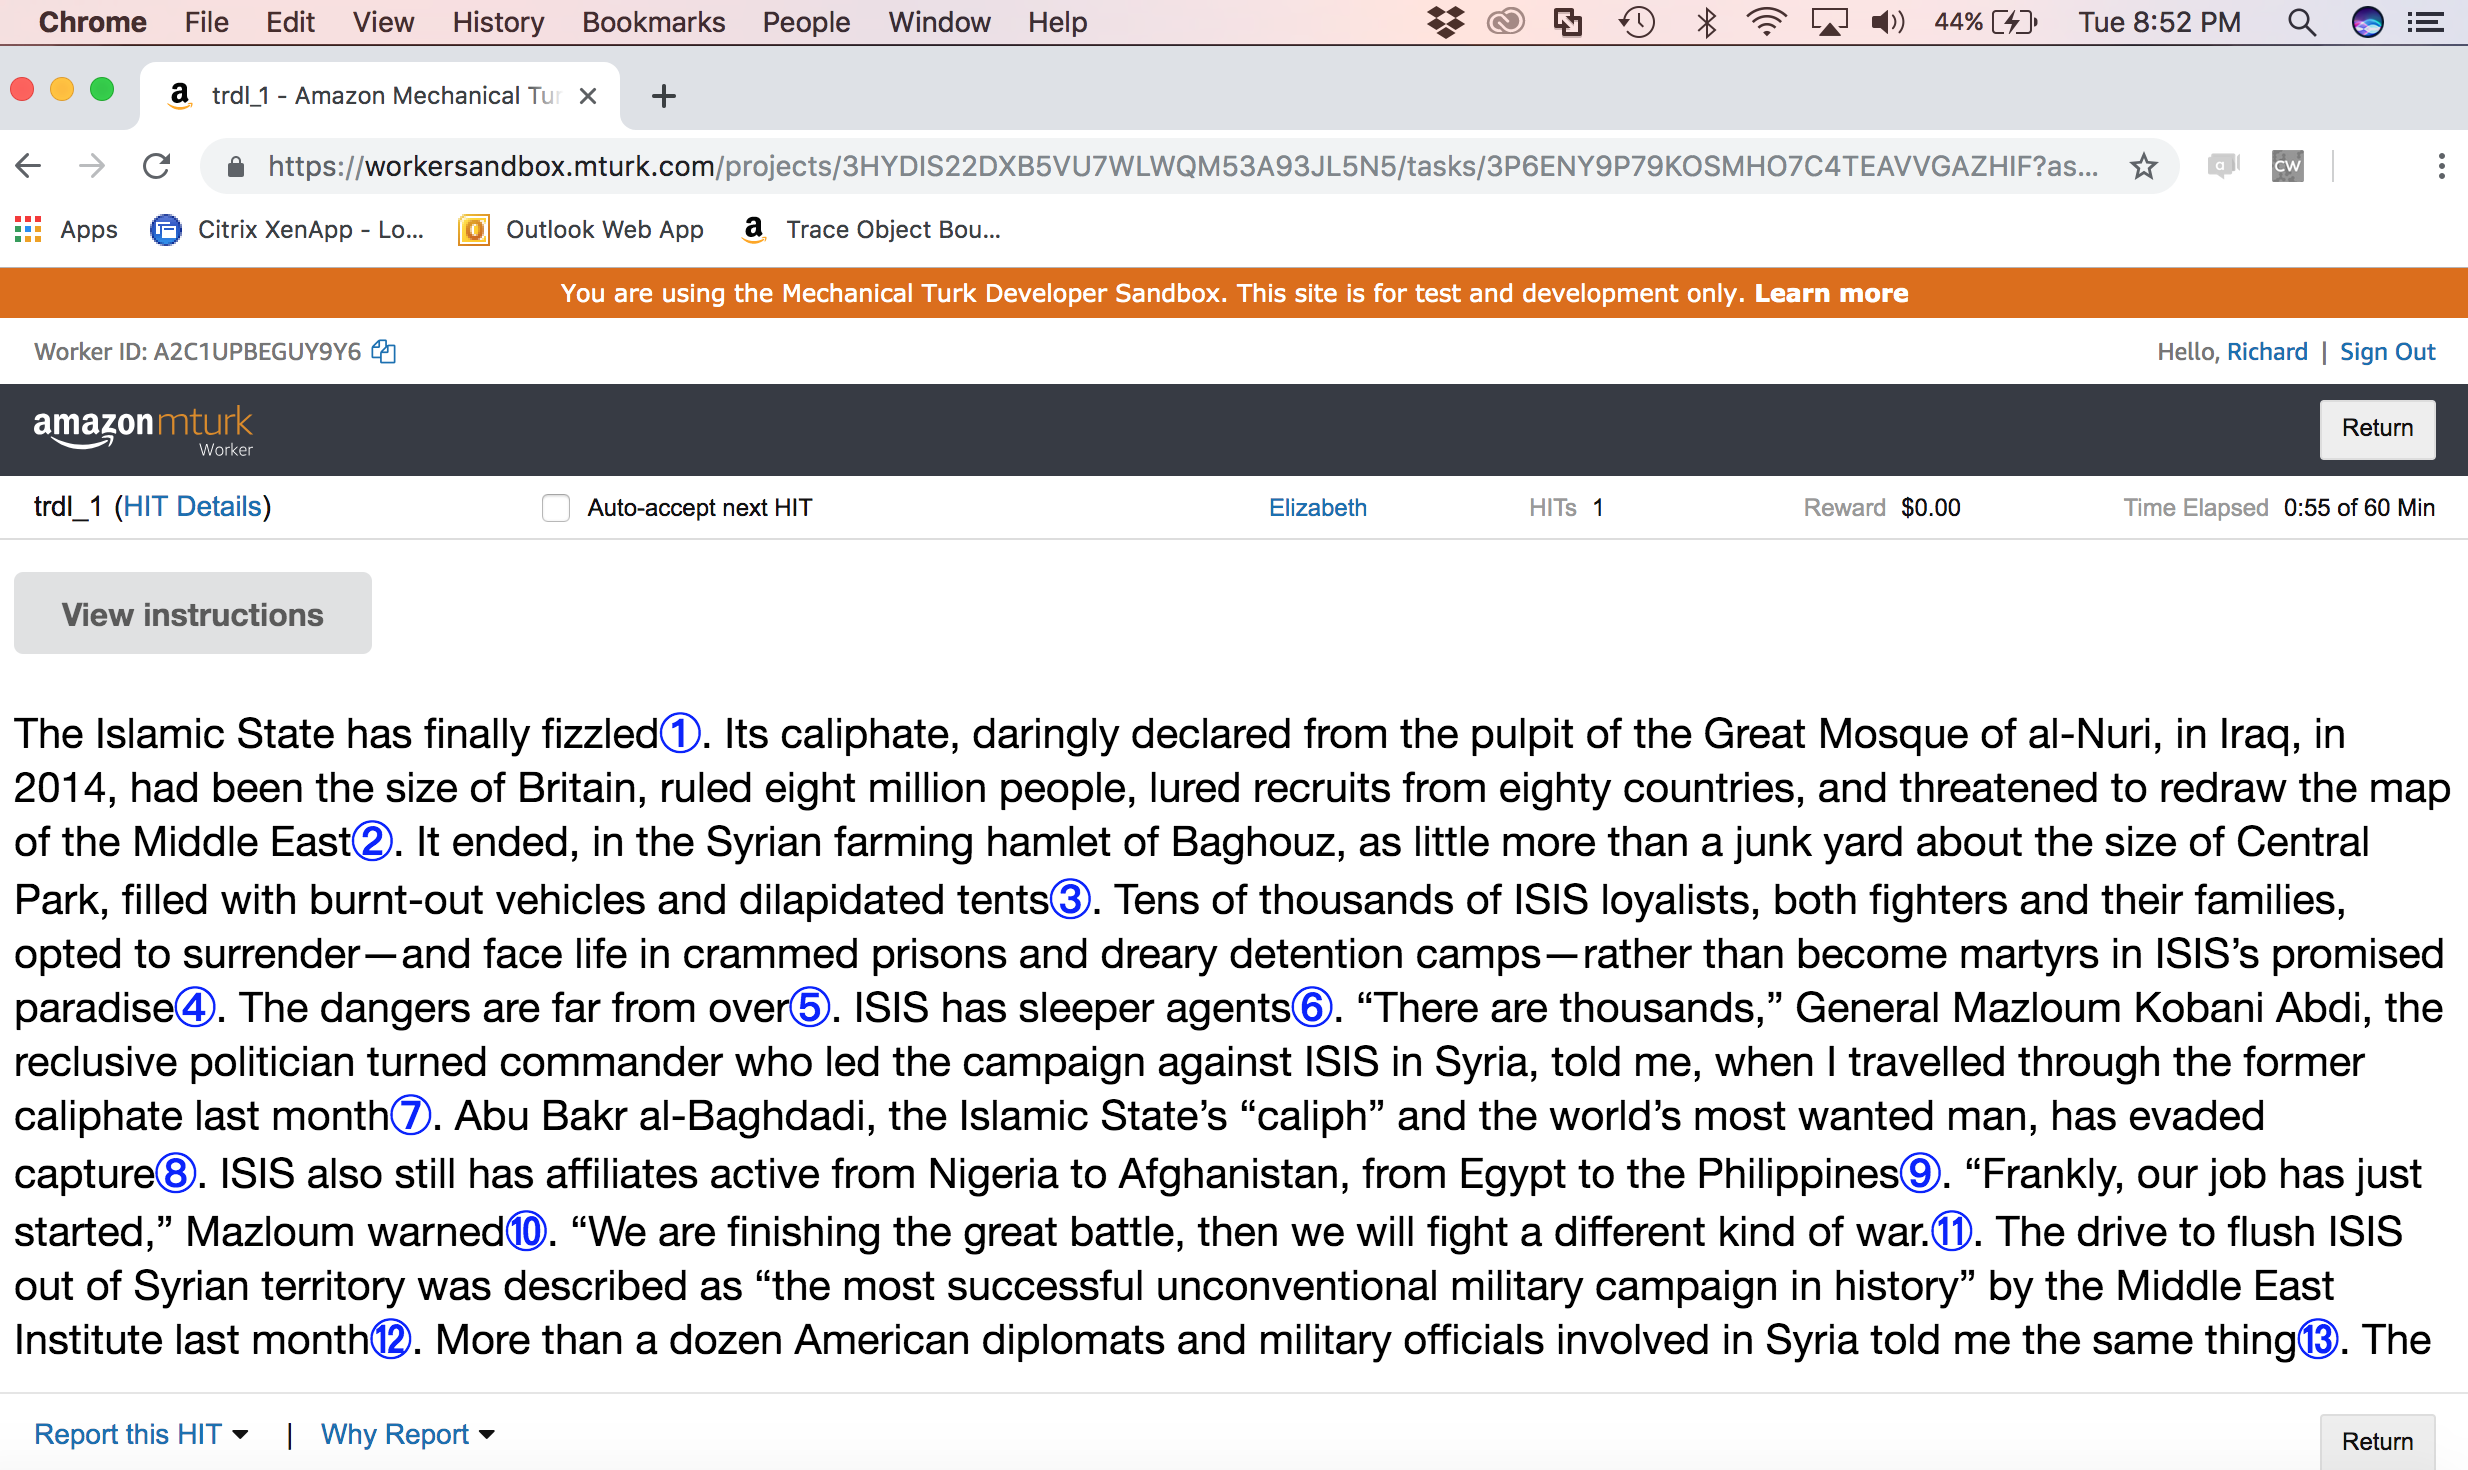 Chrome File Edit View History Bookmarks People Window Help 44% Tue 8:52 PM
trdl_1 - Amazon Mechanical Tur
https://workersandbox.mturk.com/projects/3HYDIS22DXB5VU7WLWQM53A93JL5N5/tasks/3P6ENY9P79KOSMHO7C4TEAVVGAZHIF?as...
Apps Citrix XenApp - Lo... Outlook Web App Trace Object Bou...
You are using the Mechanical Turk Developer Sandbox. This site is for test and development only. Learn more
Worker ID: A2C1UPBEGUY9Y6 Hello, Richard | Sign Out
amazon mturk Return
Worker
trdl_1 (HIT Details) Auto-accept next HIT Elizabeth HITs 1 Reward $0.00 Time Elapsed 0:55 of 60 Min
View instructions
The Islamic State has finally fizzled①. Its caliphate, daringly declared from the pulpit of the Great Mosque of al-Nuri, in Iraq, in
2014, had been the size of Britain, ruled eight million people, lured recruits from eighty countries, and threatened to redraw the map
of the Middle East②. It ended, in the Syrian farming hamlet of Baghouz, as little more than a junk yard about the size of Central
Park, filled with burnt-out vehicles and dilapidated tents③. Tens of thousands of ISIS loyalists, both fighters and their families,
opted to surrender—and face life in crammed prisons and dreary detention camps—rather than become martyrs in ISIS’s promised
paradise④. The dangers are far from over⑤. ISIS has sleeper agents⑥. “There are thousands,” General Mazloum Kobani Abdi, the
reclusive politician turned commander who led the campaign against ISIS in Syria, told me, when I travelled through the former
caliphate last month⑦. Abu Bakr al-Baghdadi, the Islamic State’s “caliph” and the world’s most wanted man, has evaded
capture⑧. ISIS also still has affiliates active from Nigeria to Afghanistan, from Egypt to the Philippines⑨. “Frankly, our job has just
started,” Mazloum warned⑩. “We are finishing the great battle, then we will fight a different kind of war.⑪. The drive to flush ISIS
out of Syrian territory was described as “the most successful unconventional military campaign in history” by the Middle East
Institute last month⑫. More than a dozen American diplomats and military officials involved in Syria told me the same thing⑬. The
Report this HIT | Why Report Return